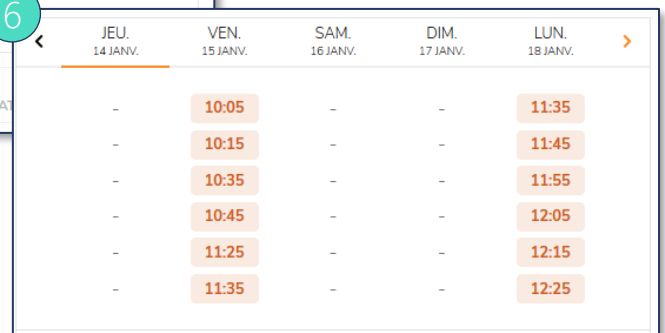 6
JEU. VEN. SAM. DIM. LUN.
14 JANV. 15 JANV. 16 JANV. 17 JANV. 18 JANV.
AT
- 10:05 - - 11:35
- 10:15 - - 11:45
- 10:35 - - 11:55
- 10:45 - - 12:05
- 11:25 - - 12:15
- 11:35 - - 12:25